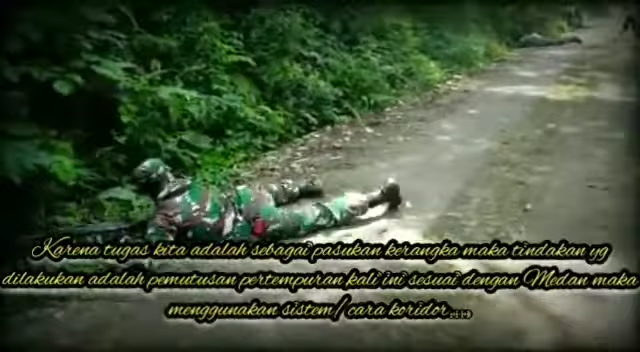 Karena tugas kita adalah sebagai pasukan kerangka maka tindakan yg
dilakukan adalah pemutusan pertempuran kali ini sesuai dengan Medan maka
menggunakan sistem/ cara koridor....